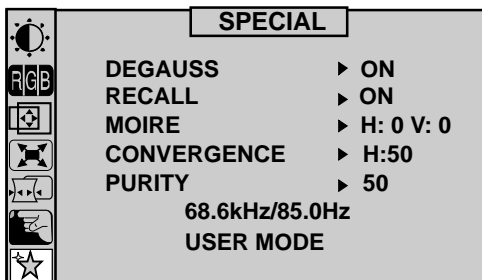 SPECIAL
RGB
DEGAUSS ▶ ON
RECALL ▶ ON
MOIRE ▶ H: 0 V: 0
CONVERGENCE ▶ H:50
PURITY ▶ 50
68.6kHz/85.0Hz
USER MODE